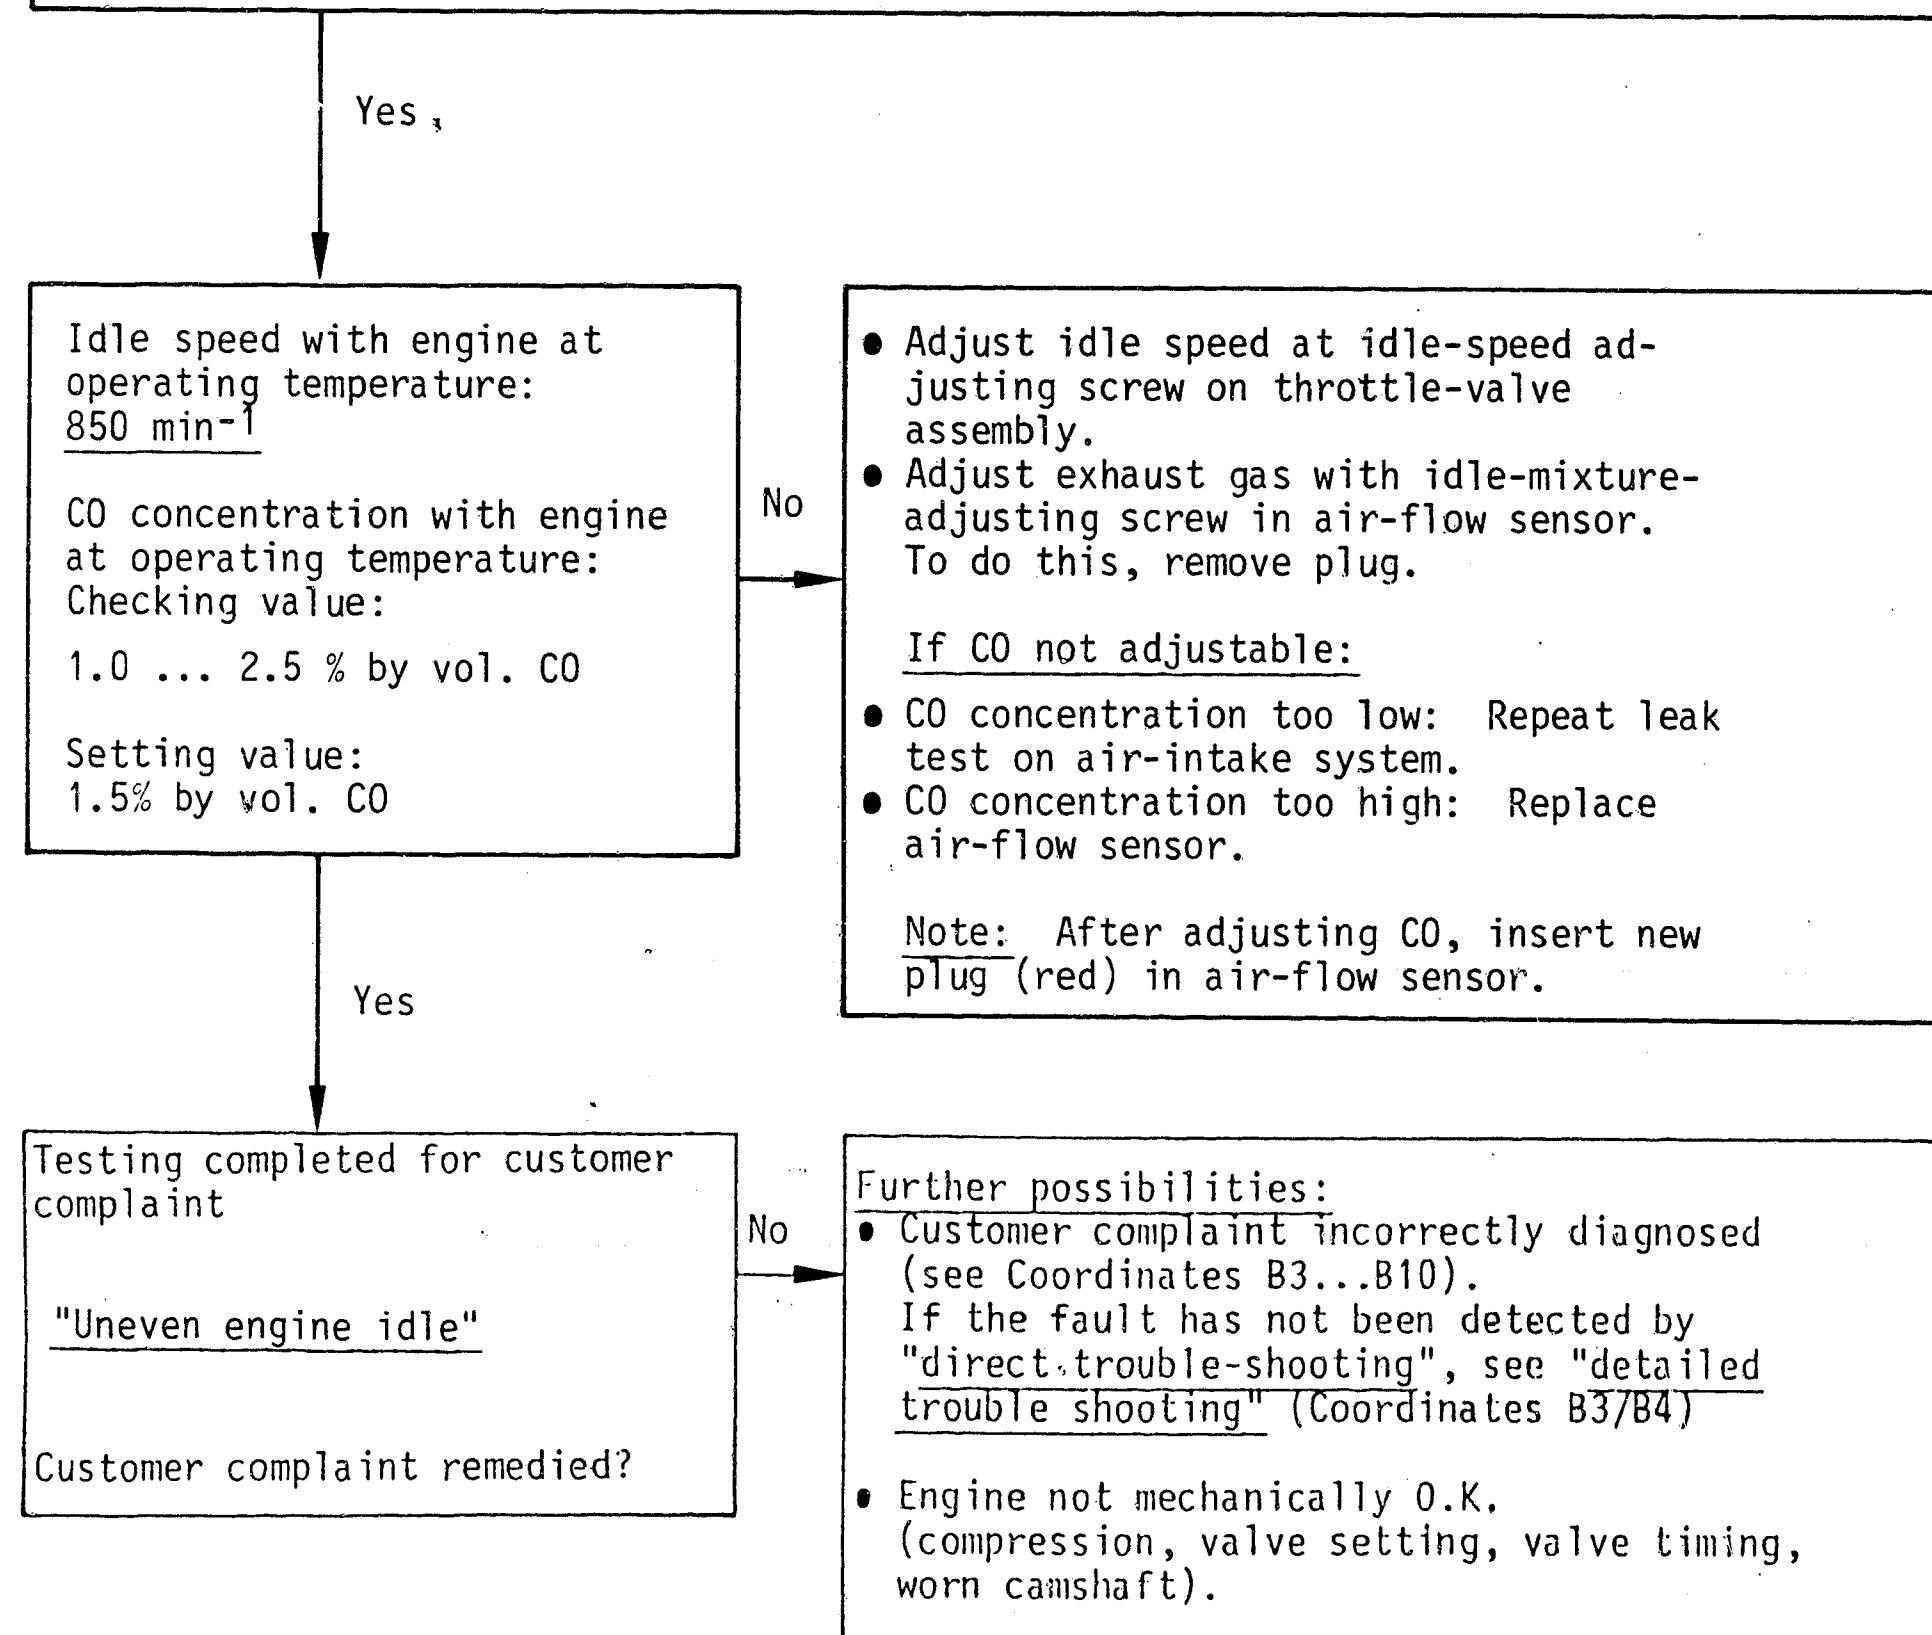 Yes
Idle speed with engine at
operating temperature:
850 min-1
CO concentration with engine
at operating temperature:
Checking value:
1.0 ... 2.5 % by vol. CO
Setting value:
1.5% by vol. CO
No
● Adjust idle speed at idle-speed ad-
justing screw on throttle-valve
assembly.
● Adjust exhaust gas with idle-mixture-
adjusting screw in air-flow sensor.
To do this, remove plug.
If CO not adjustable:
● CO concentration too low: Repeat leak
test on air-intake system.
● CO concentration too high: Replace
air-flow sensor.
Note: After adjusting CO, insert new
plug (red) in air-flow sensor.
Yes
Testing completed for customer
complaint
"Uneven engine idle"
Customer complaint remedied?
No
Further possibilities:
● Customer complaint incorrectly diagnosed
(see Coordinates B3...B10).
If the fault has not been detected by
"direct trouble-shooting", see "detailed
trouble shooting" (Coordinates B3/B4)
● Engine not mechanically O.K.
(compression, valve setting, valve timing,
worn camshaft).